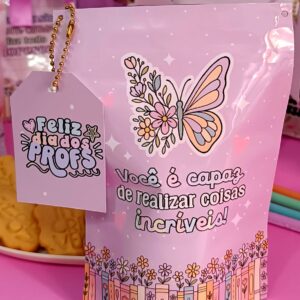 Feliz
dia dos
PROFS
Você é capaz
de realizar coisas
incríveis!